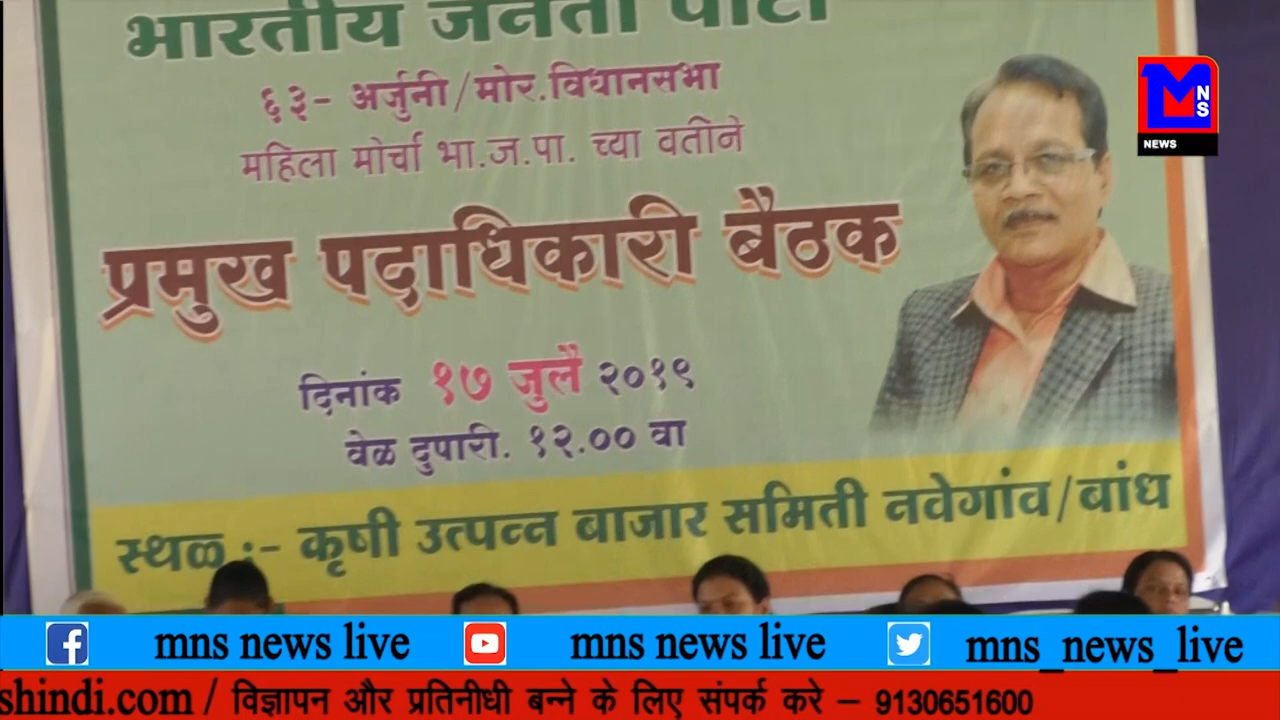 भारतीय जनता पार्टी
६३- अर्जुनी/मोर.विधानसभा
महिला मोर्चा भा.ज.पा. च्या वतीने
प्रमुख पदाधिकारी बैठक
दिनांक १७ जुलै २०१९
वेळ दुपारी. १२.०० वा
स्थळ :- कृषी उत्पन्न बाजार समिती नवेगांव/बांध
MNS
NEWS
mns news live
mns news live
mns_news_live
shindi.com / विज्ञापन और प्रतिनीधी बन्ने के लिए संपर्क करे – 9130651600